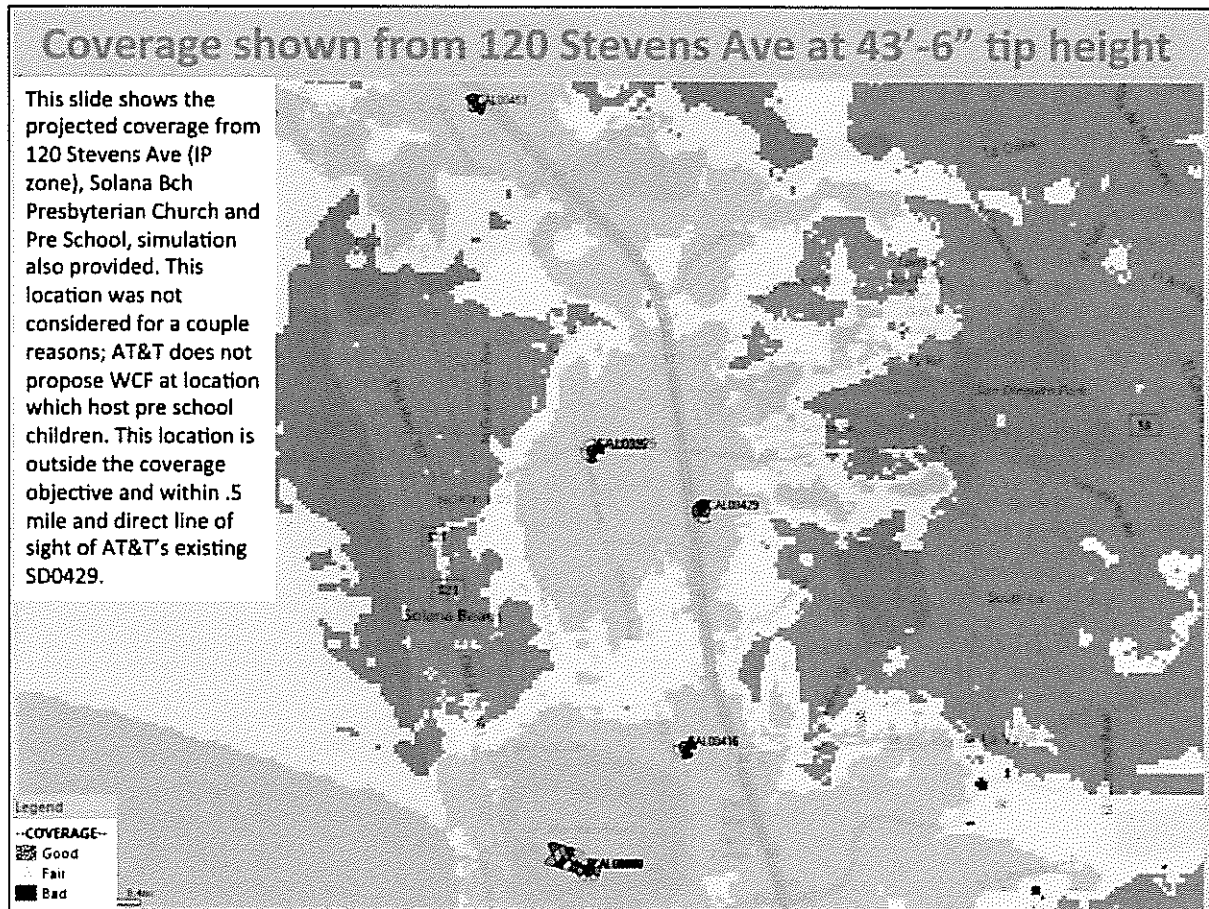 Coverage shown from 120 Stevens Ave at 43'-6" tip height
This slide shows the
projected coverage from
120 Stevens Ave (IP
zone), Solana Bch
Presbyterian Church and
Pre School, simulation
also provided. This
location was not
considered for a couple
reasons; AT&T does not
propose WCF at location
which host pre school
children. This location is
outside the coverage
objective and within .5
mile and direct line of
sight of AT&T's existing
SD0429.
CAL00429
CAL00416
Solana Beach
Legend
--COVERAGE--
Good
Fair
Bad